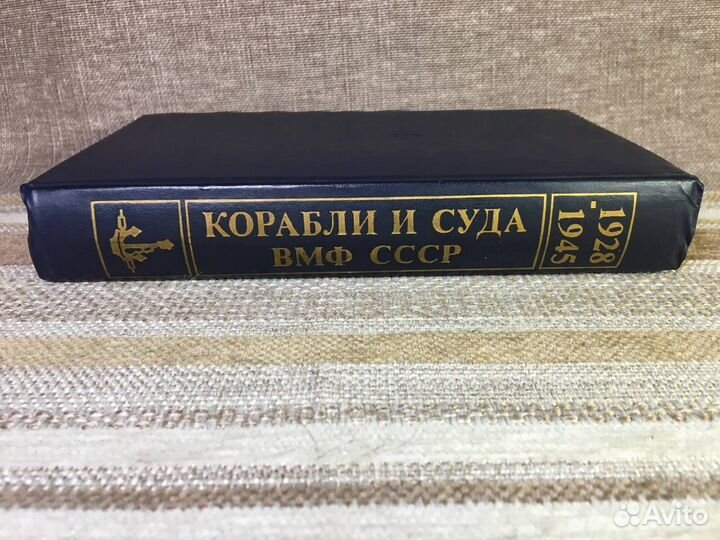 КОРАБЛИ И СУДА
ВМФ СССР
1928-
1945
Avito